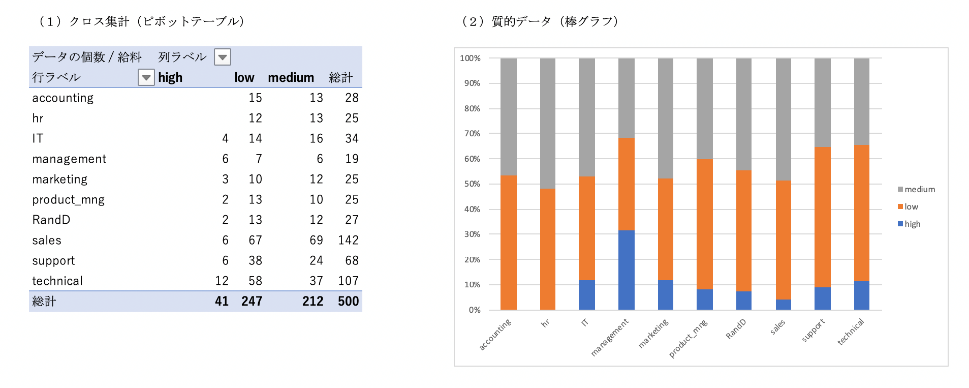 （１）クロス集計（ピボットテーブル）
データの個数 / 給料 列ラベル
行ラベル high low medium 総計
accounting 15 13 28
hr 12 13 25
IT 4 14 16 34
management 6 7 6 19
marketing 3 10 12 25
product_mng 2 13 10 25
RandD 2 13 12 27
sales 6 67 69 142
support 6 38 24 68
technical 12 58 37 107
総計 41 247 212 500
（２）質的データ（棒グラフ）
100%
90%
80%
70%
60%
50%
40%
30%
20%
10%
0%
accounting
hr
IT
management
marketing
product_mng
RandD
sales
support
technical
medium
low
high